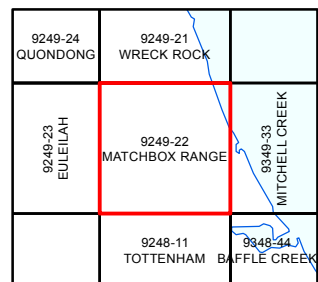 9249-24
QUONDONG
9249-21
WRECK ROCK
9249-23
EULEILAH
9249-22
MATCHBOX RANGE
9349-33
MITCHELL CREEK
9248-11
TOTTENHAM
9348-44
BAFFLE CREEK